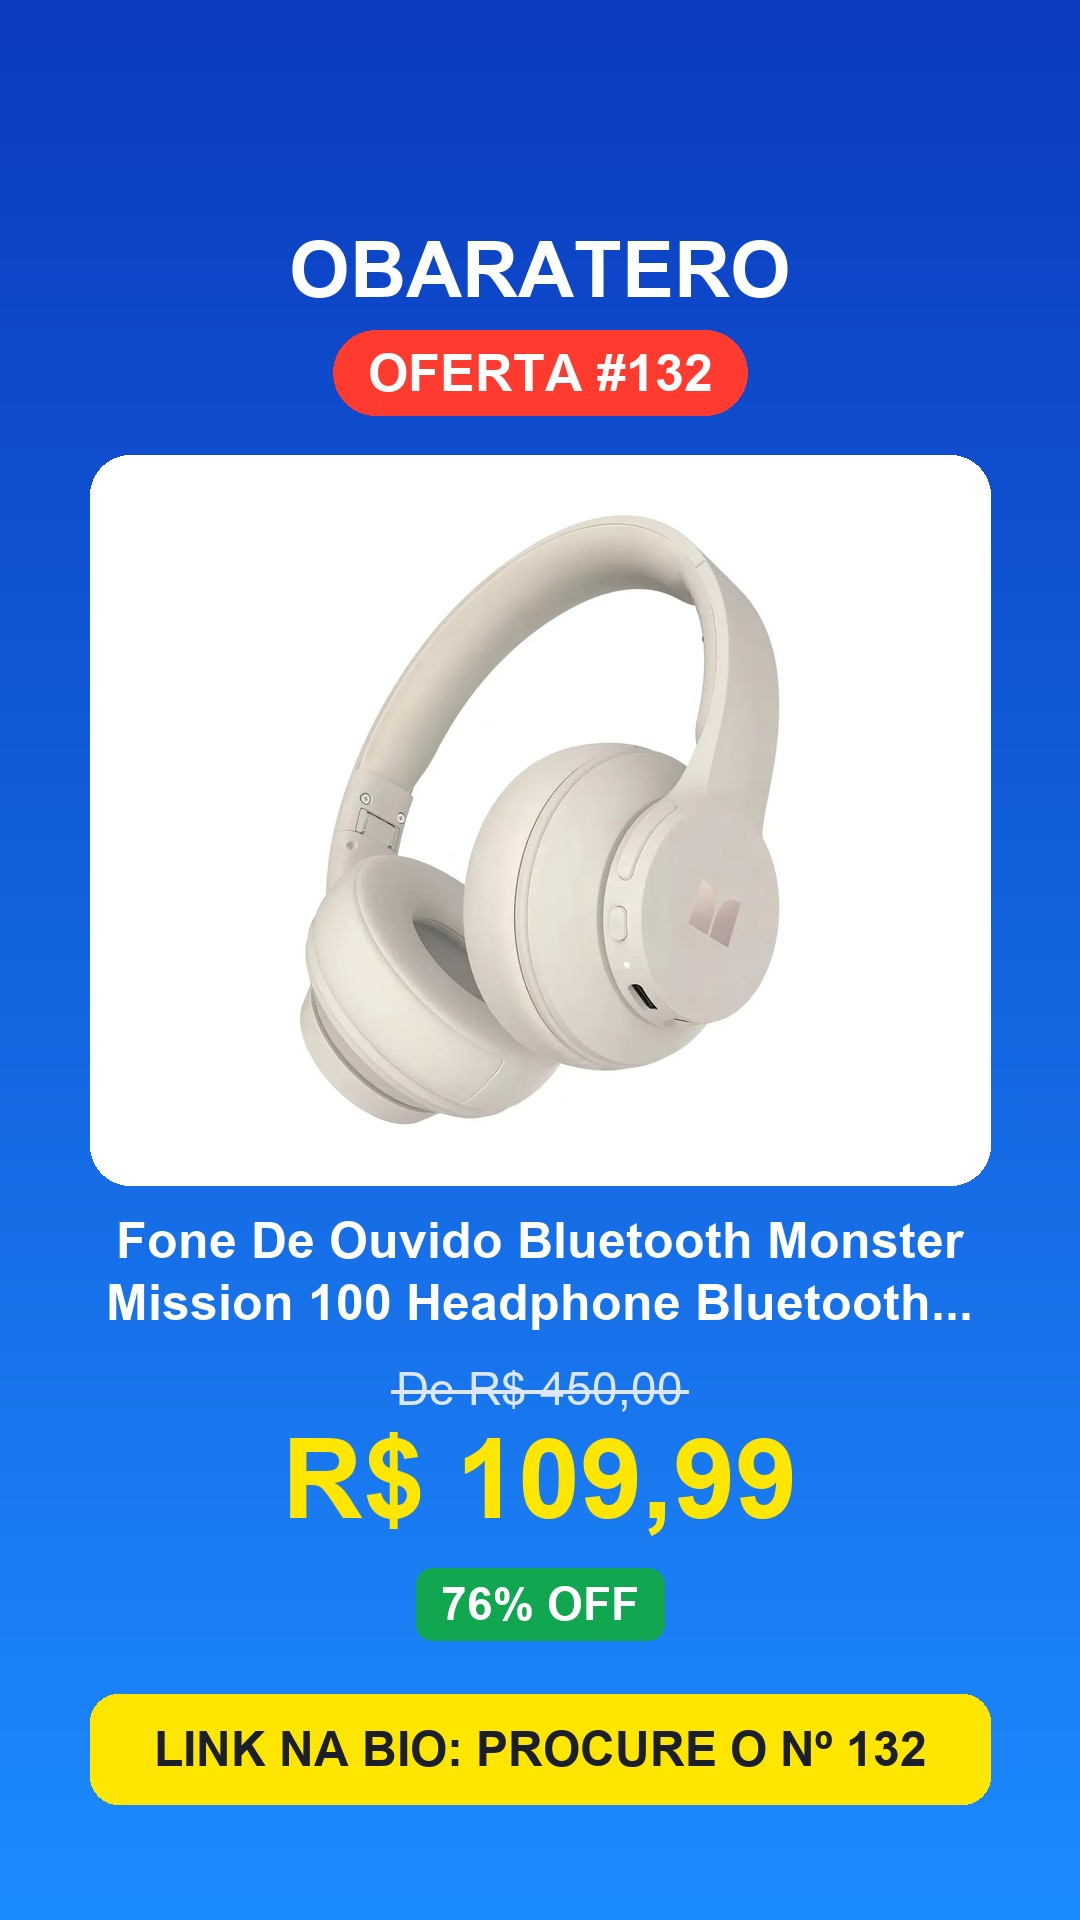 OBARATERO
OFERTA #132
Fone De Ouvido Bluetooth Monster
Mission 100 Headphone Bluetooth...
De R$ 450,00
R$ 109,99
76% OFF
LINK NA BIO: PROCURE O Nº 132